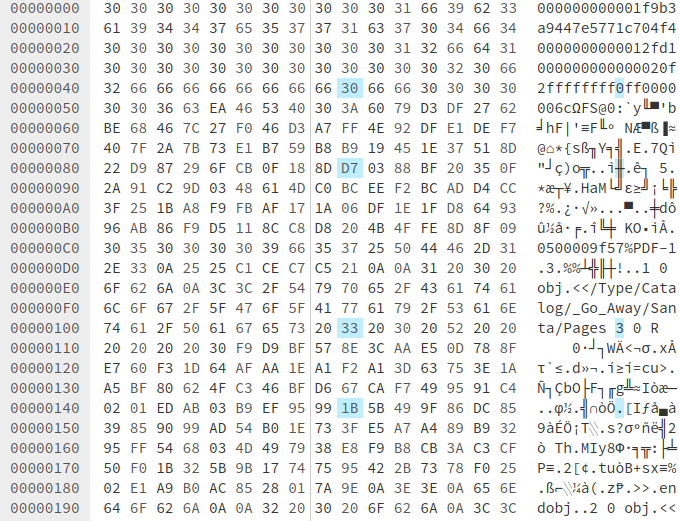 00000000 30 30 30 30 30 30 30 30 30 30 30 31 66 39 62 33 000000000001f9b3
00000010 61 39 34 34 37 65 35 37 37 31 63 37 30 34 66 34 a9447e5771c704f4
00000020 30 30 30 30 30 30 30 30 30 30 30 31 32 66 64 31 0000000000012fd1
00000030 30 30 30 30 30 30 30 30 30 30 30 30 30 32 30 66 000000000000020f
00000040 32 66 66 66 66 66 66 66 66 30 66 66 30 30 30 30 2ffffffff0ff0000
00000050 30 30 36 63 EA 46 53 40 30 3A 60 79 D3 DF 27 62 006cΩFS@0:`y╙▀'b
00000060 BE 68 46 7C 27 F0 46 D3 A7 FF 4E 92 DF E1 DE F7 ╛hF|'≡F╙º NÆ▀ß▐≈
00000070 40 7F 2A 7B 73 E1 B7 59 B8 B9 19 45 1E 37 51 8D @⌂*{sß╖Y╕╣.E.7Qì
00000080 22 D9 87 29 6F CB 0F 18 8D D7 03 88 BF 20 35 0F "┘ç)o╦..ì╫.ê┐ 5.
00000090 2A 91 C2 9D 03 48 61 4D C0 BC EE F2 BC AD D4 CC *æ┬¥.HaM└╝ε≥╝¡╘╠
000000A0 3F 25 1B A8 F9 FB AF 17 1A 06 DF 1E 1F D8 64 93 ?%.¿∙√»...▀..╪dô
000000B0 96 AB 86 F9 D5 11 8C C8 D8 20 4B 4F FE 8D 8F 09 û½å∙╒.î╚╪ KO▪ìÅ.
000000C0 30 35 30 30 30 30 39 66 35 37 25 50 44 46 2D 31 0500009f57%PDF-1
000000D0 2E 33 0A 25 25 C1 CE C7 C5 21 0A 0A 31 20 30 20 .3.%%┴╬╟┼!..1 0
000000E0 6F 62 6A 0A 3C 3C 2F 54 79 70 65 2F 43 61 74 61 obj.<</Type/Cata
000000F0 6C 6F 67 2F 5F 47 6F 5F 41 77 61 79 2F 53 61 6E log/_Go_Away/San
00000100 74 61 2F 50 61 67 65 73 20 33 20 30 20 52 20 20 ta/Pages 3 0 R
00000110 20 20 20 20 30 F9 D9 BF 57 8E 3C AA E5 0D 78 8F 0∙┘┐WÄ<¬σ.xÅ
00000120 E7 60 F3 1D 64 AF AA 1E A1 F2 A1 3D 63 75 3E 1A τ`≤.d»¬.í≥í=cu>.
00000130 A5 BF 80 62 4F C3 46 BF D6 67 CA F7 49 95 91 C4 Ñ┐ÇbO├F┐╓g╩≈Iòæ─
00000140 02 01 ED AB 03 B9 EF 95 99 1B 5B 49 9F 86 DC 85 ..φ½.╣∩òÖ.[Iƒå▄à
00000150 39 85 90 99 AD 54 B0 1E 73 3F E5 A7 A4 89 B9 32 9àÉÖ¡T░.s?σºñë╣2
00000160 95 FF 54 68 03 4D 49 79 38 E8 F9 B8 CB 3A C3 CF ò Th.MIy8Φ∙╕╦:├╧
00000170 50 F0 1B 32 5B 9B 17 74 75 95 42 2B 73 78 F0 25 P≡.2[¢.tuòB+sx≡%
00000180 02 E1 A9 B0 AC 85 28 01 7A 9E 0A 3E 3E 0A 65 6E .ß⌐░¼à(.z₧.>>.en
00000190 64 6F 62 6A 0A 0A 32 20 30 20 6F 62 6A 0A 3C 3C dobj..2 0 obj.<<